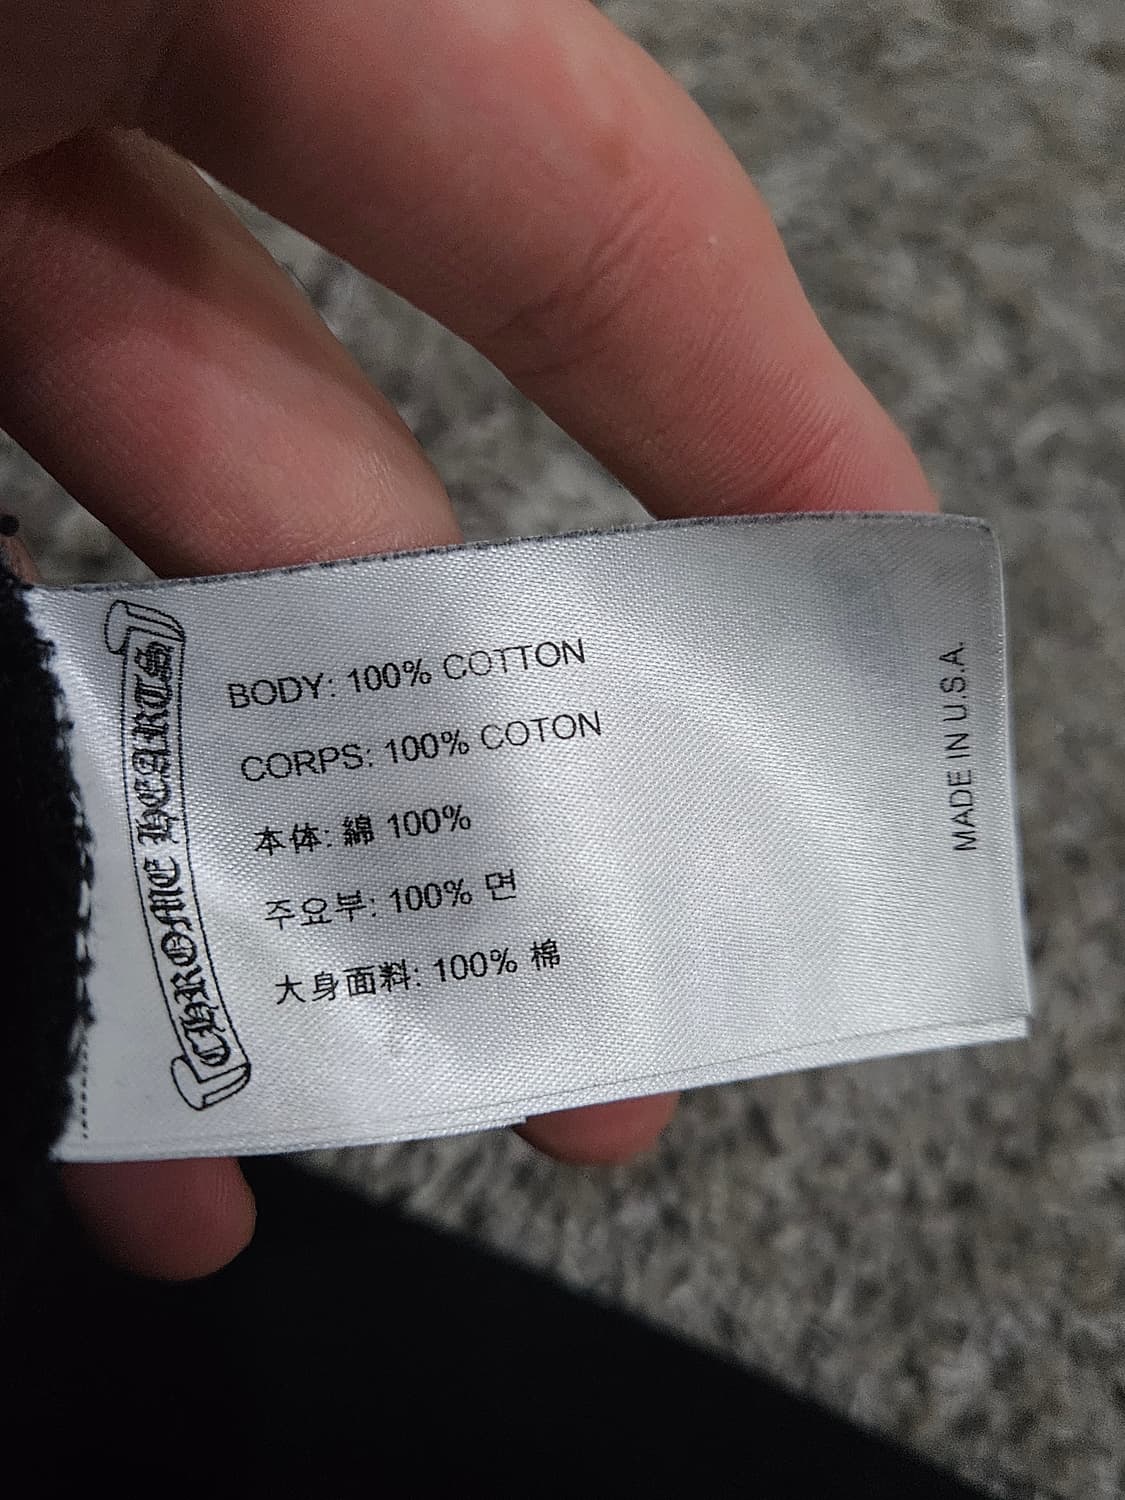 CHROME HEARTS
BODY: 100% COTTON
CORPS: 100% COTON
本体: 綿 100%
주요부: 100% 면
大身面料: 100% 棉
MADE IN U.S.A.